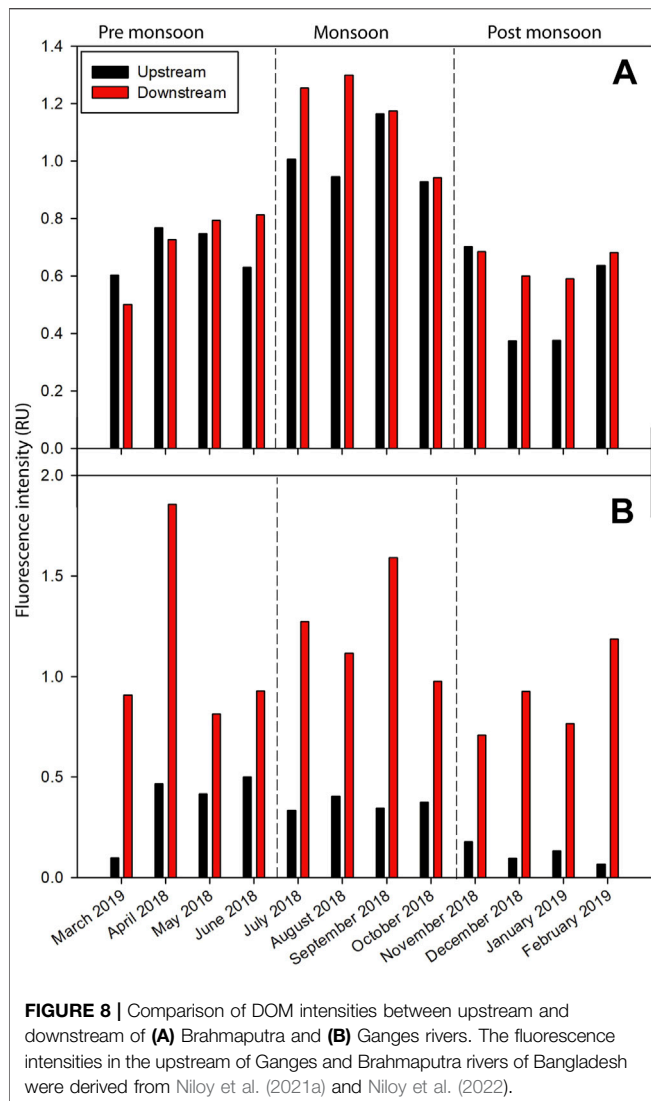 Pre monsoon Monsoon Post monsoon
1.4
Upstream
Downstream
A
1.2
1.0
0.8
0.6
0.4
0.2
0.0
Fluorescence intensity (RU)
2.0
B
1.5
1.0
0.5
0.0
March 2019
April 2018
May 2018
June 2018
July 2018
August 2018
September 2018
October 2018
November 2018
December 2018
January 2019
February 2019
FIGURE 8 | Comparison of DOM intensities between upstream and
downstream of (A) Brahmaputra and (B) Ganges rivers. The fluorescence
intensities in the upstream of Ganges and Brahmaputra rivers of Bangladesh
were derived from Niloy et al. (2021a) and Niloy et al. (2022).